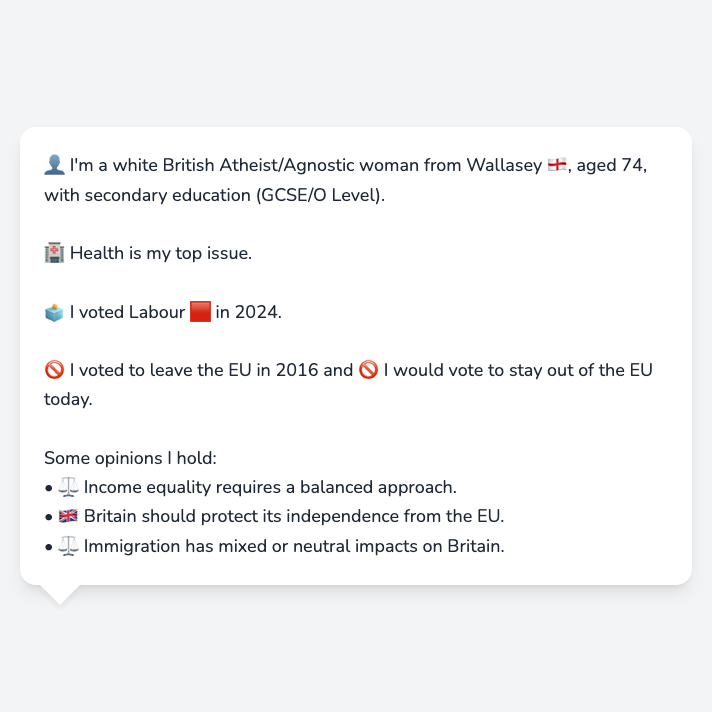 👤 I'm a white British Atheist/Agnostic woman from Wallasey 🏴󠁧󠁢󠁥󠁮󠁧󠁿, aged 74,
with secondary education (GCSE/O Level).
🏥 Health is my top issue.
🗳️ I voted Labour 🟥 in 2024.
🚫 I voted to leave the EU in 2016 and 🚫 I would vote to stay out of the EU
today.
Some opinions I hold:
• ⚖️ Income equality requires a balanced approach.
• 🇬🇧 Britain should protect its independence from the EU.
• ⚖️ Immigration has mixed or neutral impacts on Britain.